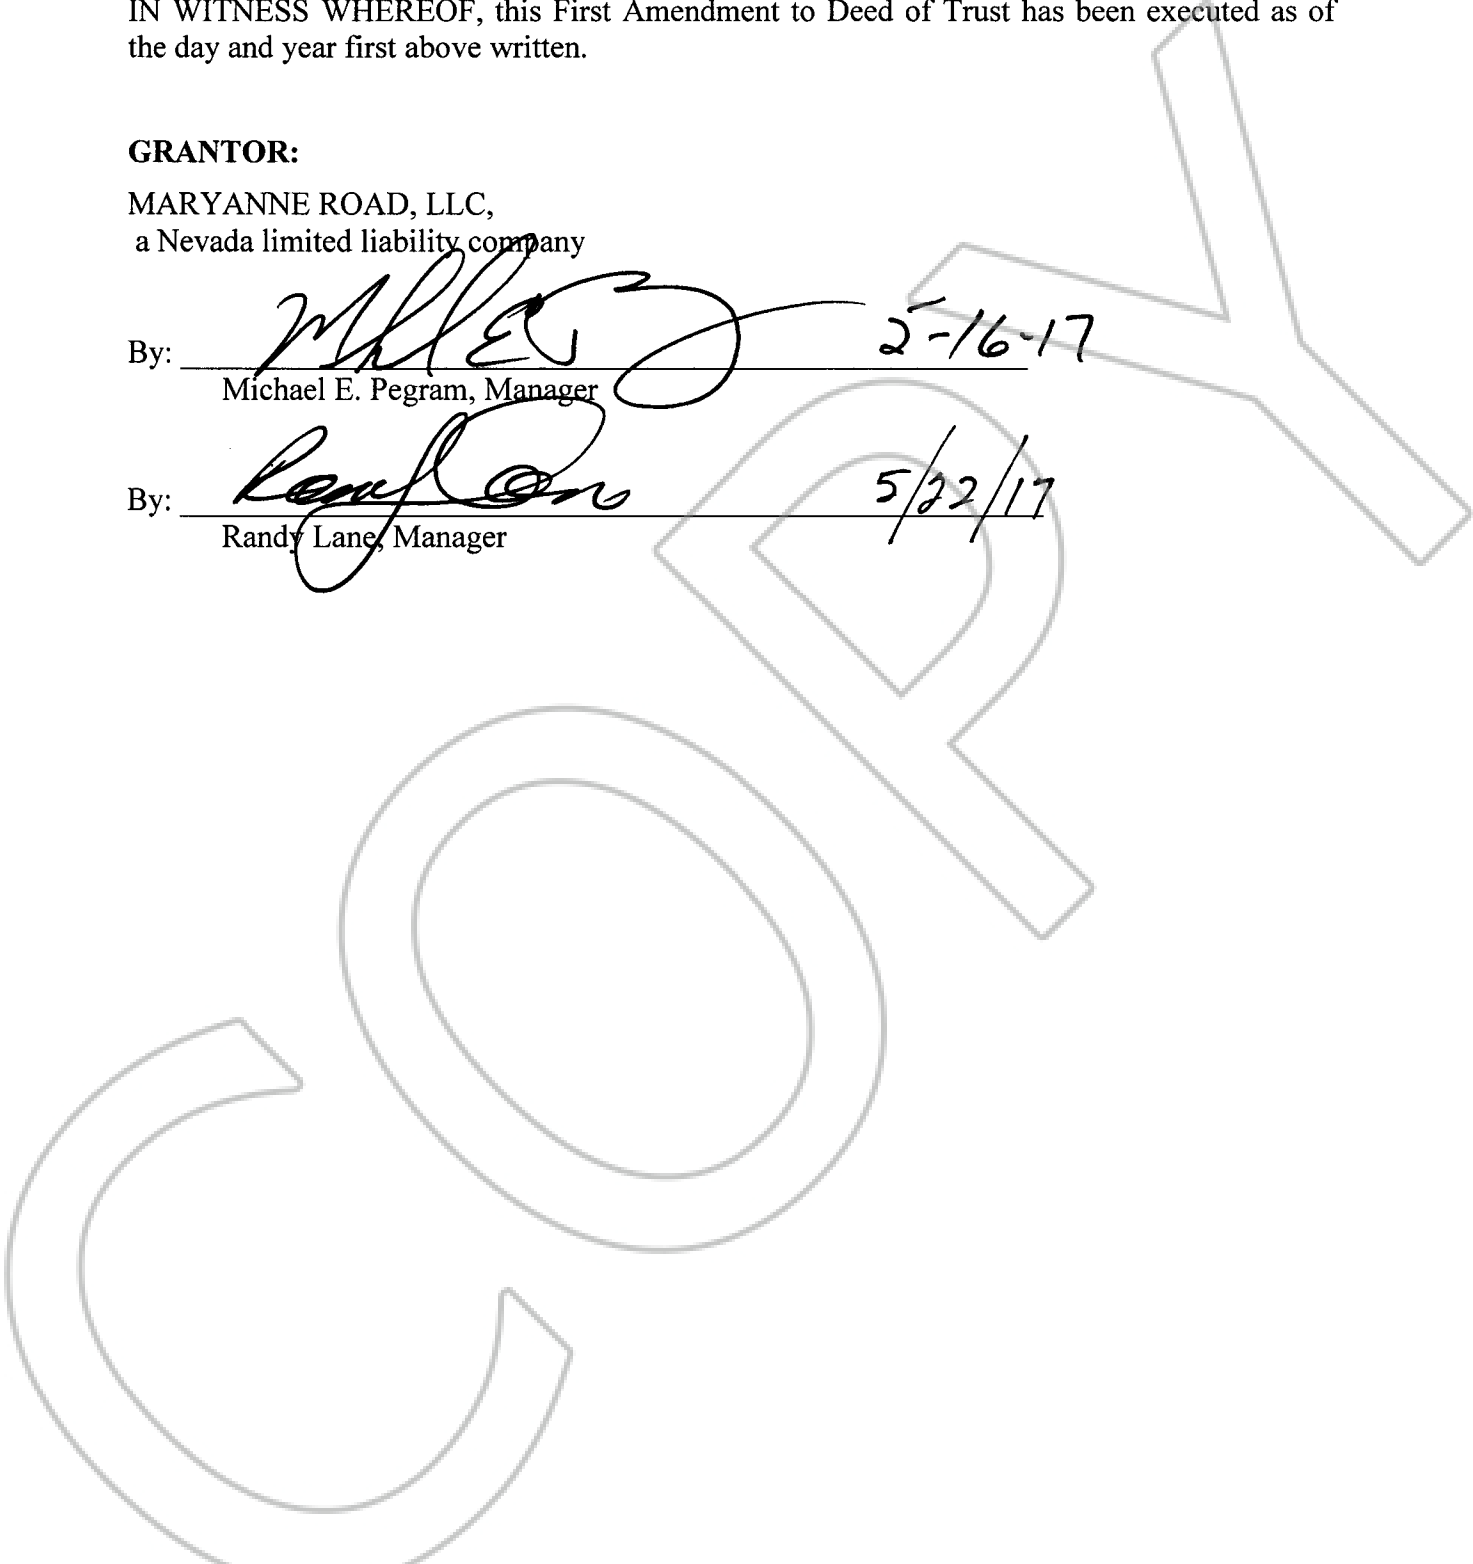 IN WITNESS WHEREOF, this First Amendment to Deed of Trust has been executed as of
the day and year first above written.
GRANTOR:
MARYANNE ROAD, LLC,
a Nevada limited liability company
By: 
2-16-17
Michael E. Pegram, Manager
By: 
5/22/17
Randy Lane, Manager
COPY